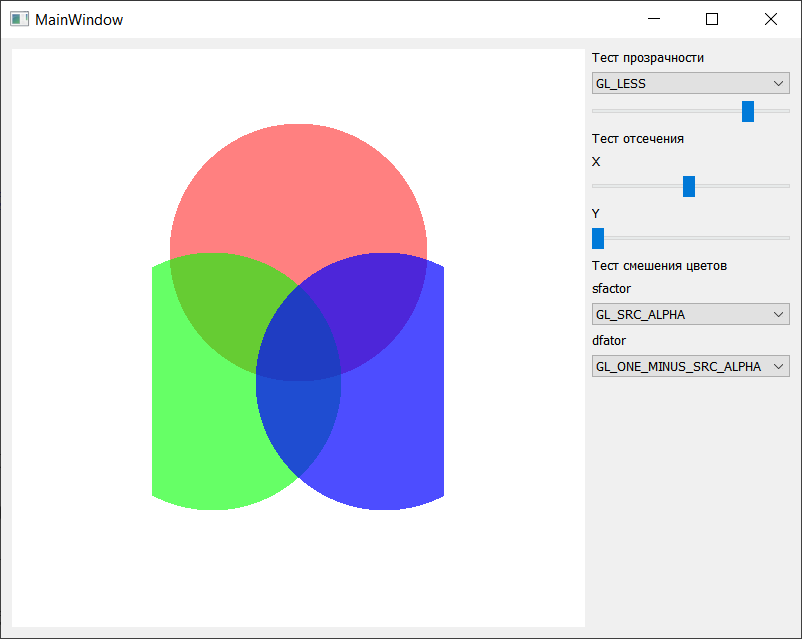 MainWindow
Тест прозрачности
GL_LESS
Тест отсечения
X
Y
Тест смешения цветов
sfactor
GL_SRC_ALPHA
dfator
GL_ONE_MINUS_SRC_ALPHA